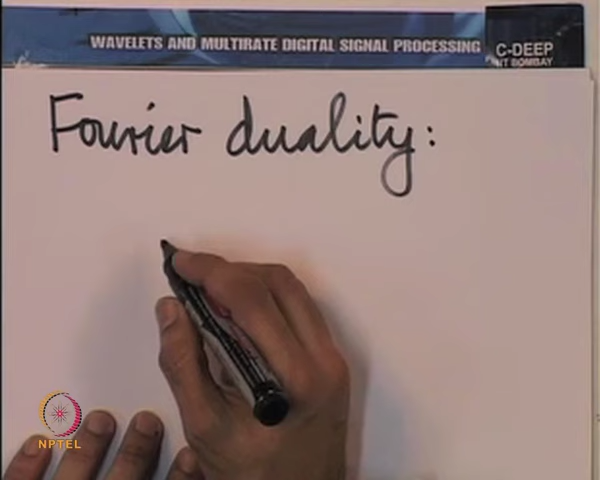 WAVELETS AND MULTIRATE DIGITAL SIGNAL PROCESSING
C-DEEP
IIT BOMBAY
Fourier duality:
NPTEL